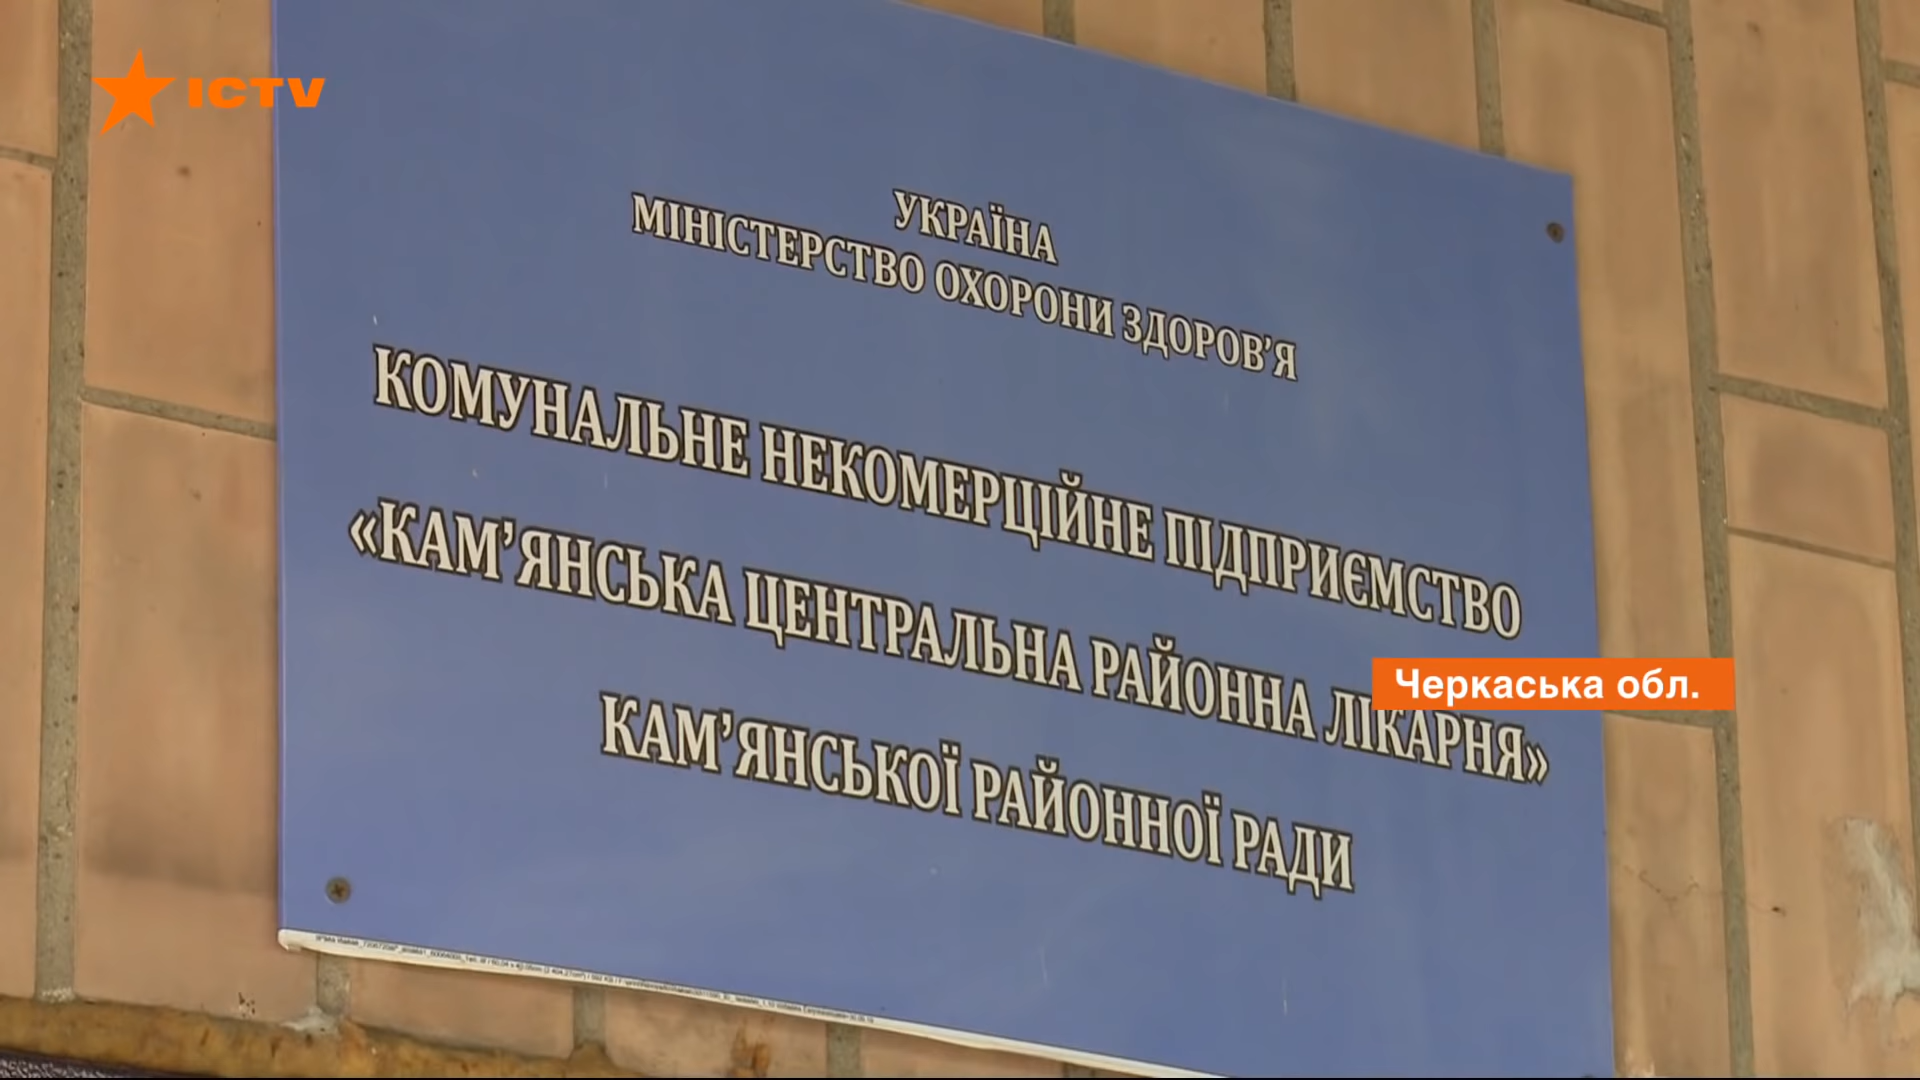 ICTV
УКРАЇНА
МІНІСТЕРСТВО ОХОРОНИ ЗДОРОВ’Я
КОМУНАЛЬНЕ НЕКОМЕРЦІЙНЕ ПІДПРИЄМСТВО
«КАМ’ЯНСЬКА ЦЕНТРАЛЬНА РАЙОННА ЛІКАРНЯ»
КАМ’ЯНСЬКОЇ РАЙОННОЇ РАДИ
Черкаська обл.